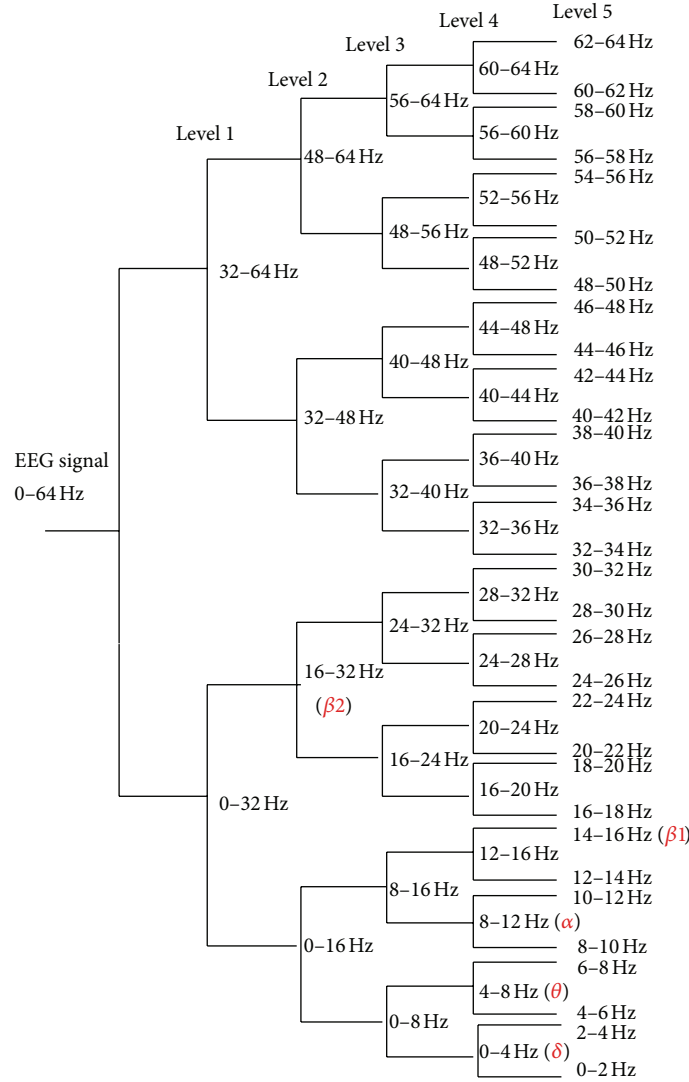 Level 1
Level 2
Level 3
Level 4
Level 5
EEG signal
0–64 Hz
32–64 Hz
0–32 Hz
48–64 Hz
32–48 Hz
16–32 Hz
(β2)
0–16 Hz
56–64 Hz
48–56 Hz
40–48 Hz
32–40 Hz
24–32 Hz
16–24 Hz
8–16 Hz
0–8 Hz
60–64 Hz
56–60 Hz
52–56 Hz
48–52 Hz
44–48 Hz
40–44 Hz
36–40 Hz
32–36 Hz
28–32 Hz
24–28 Hz
20–24 Hz
16–20 Hz
12–16 Hz
8–12 Hz (α)
4–8 Hz (θ)
0–4 Hz (δ)
62–64 Hz
60–62 Hz
58–60 Hz
56–58 Hz
54–56 Hz
50–52 Hz
48–50 Hz
46–48 Hz
44–46 Hz
42–44 Hz
40–42 Hz
38–40 Hz
36–38 Hz
34–36 Hz
32–34 Hz
30–32 Hz
28–30 Hz
26–28 Hz
24–26 Hz
22–24 Hz
20–22 Hz
18–20 Hz
16–18 Hz
14–16 Hz (β1)
12–14 Hz
10–12 Hz
8–10 Hz
6–8 Hz
4–6 Hz
2–4 Hz
0–2 Hz